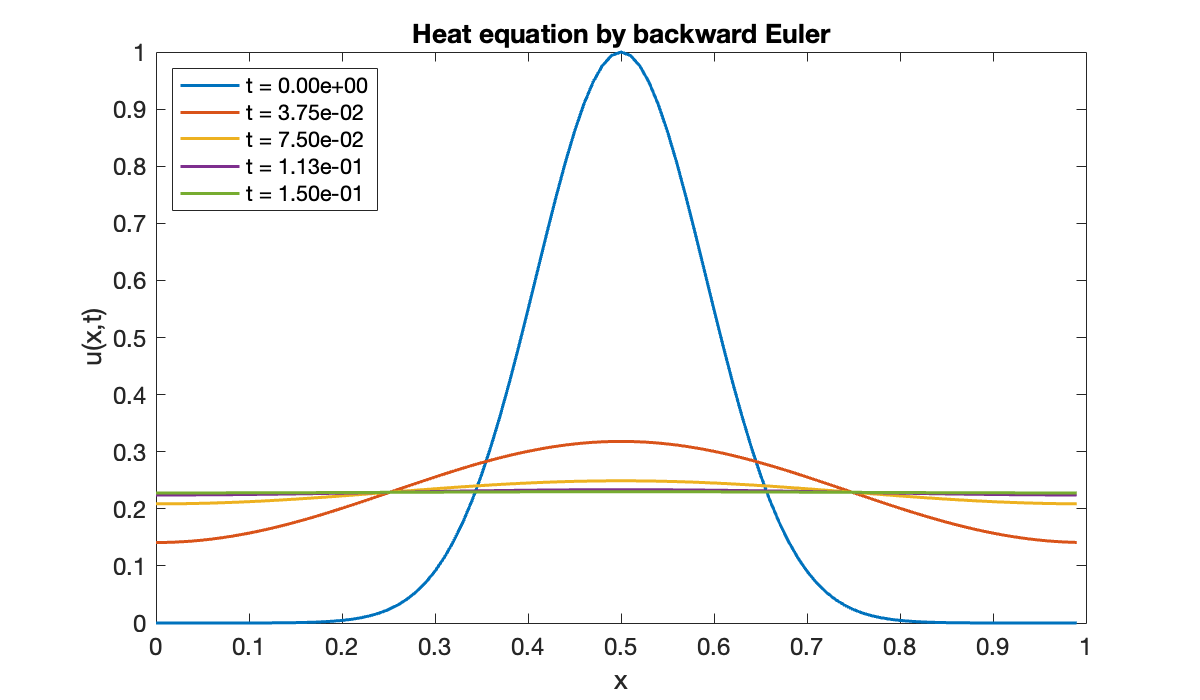 Heat equation by backward Euler
t = 0.00e+00
t = 3.75e-02
t = 7.50e-02
t = 1.13e-01
t = 1.50e-01
u(x,t)
1
0.9
0.8
0.7
0.6
0.5
0.4
0.3
0.2
0.1
0
0 0.1 0.2 0.3 0.4 0.5 0.6 0.7 0.8 0.9 1
x